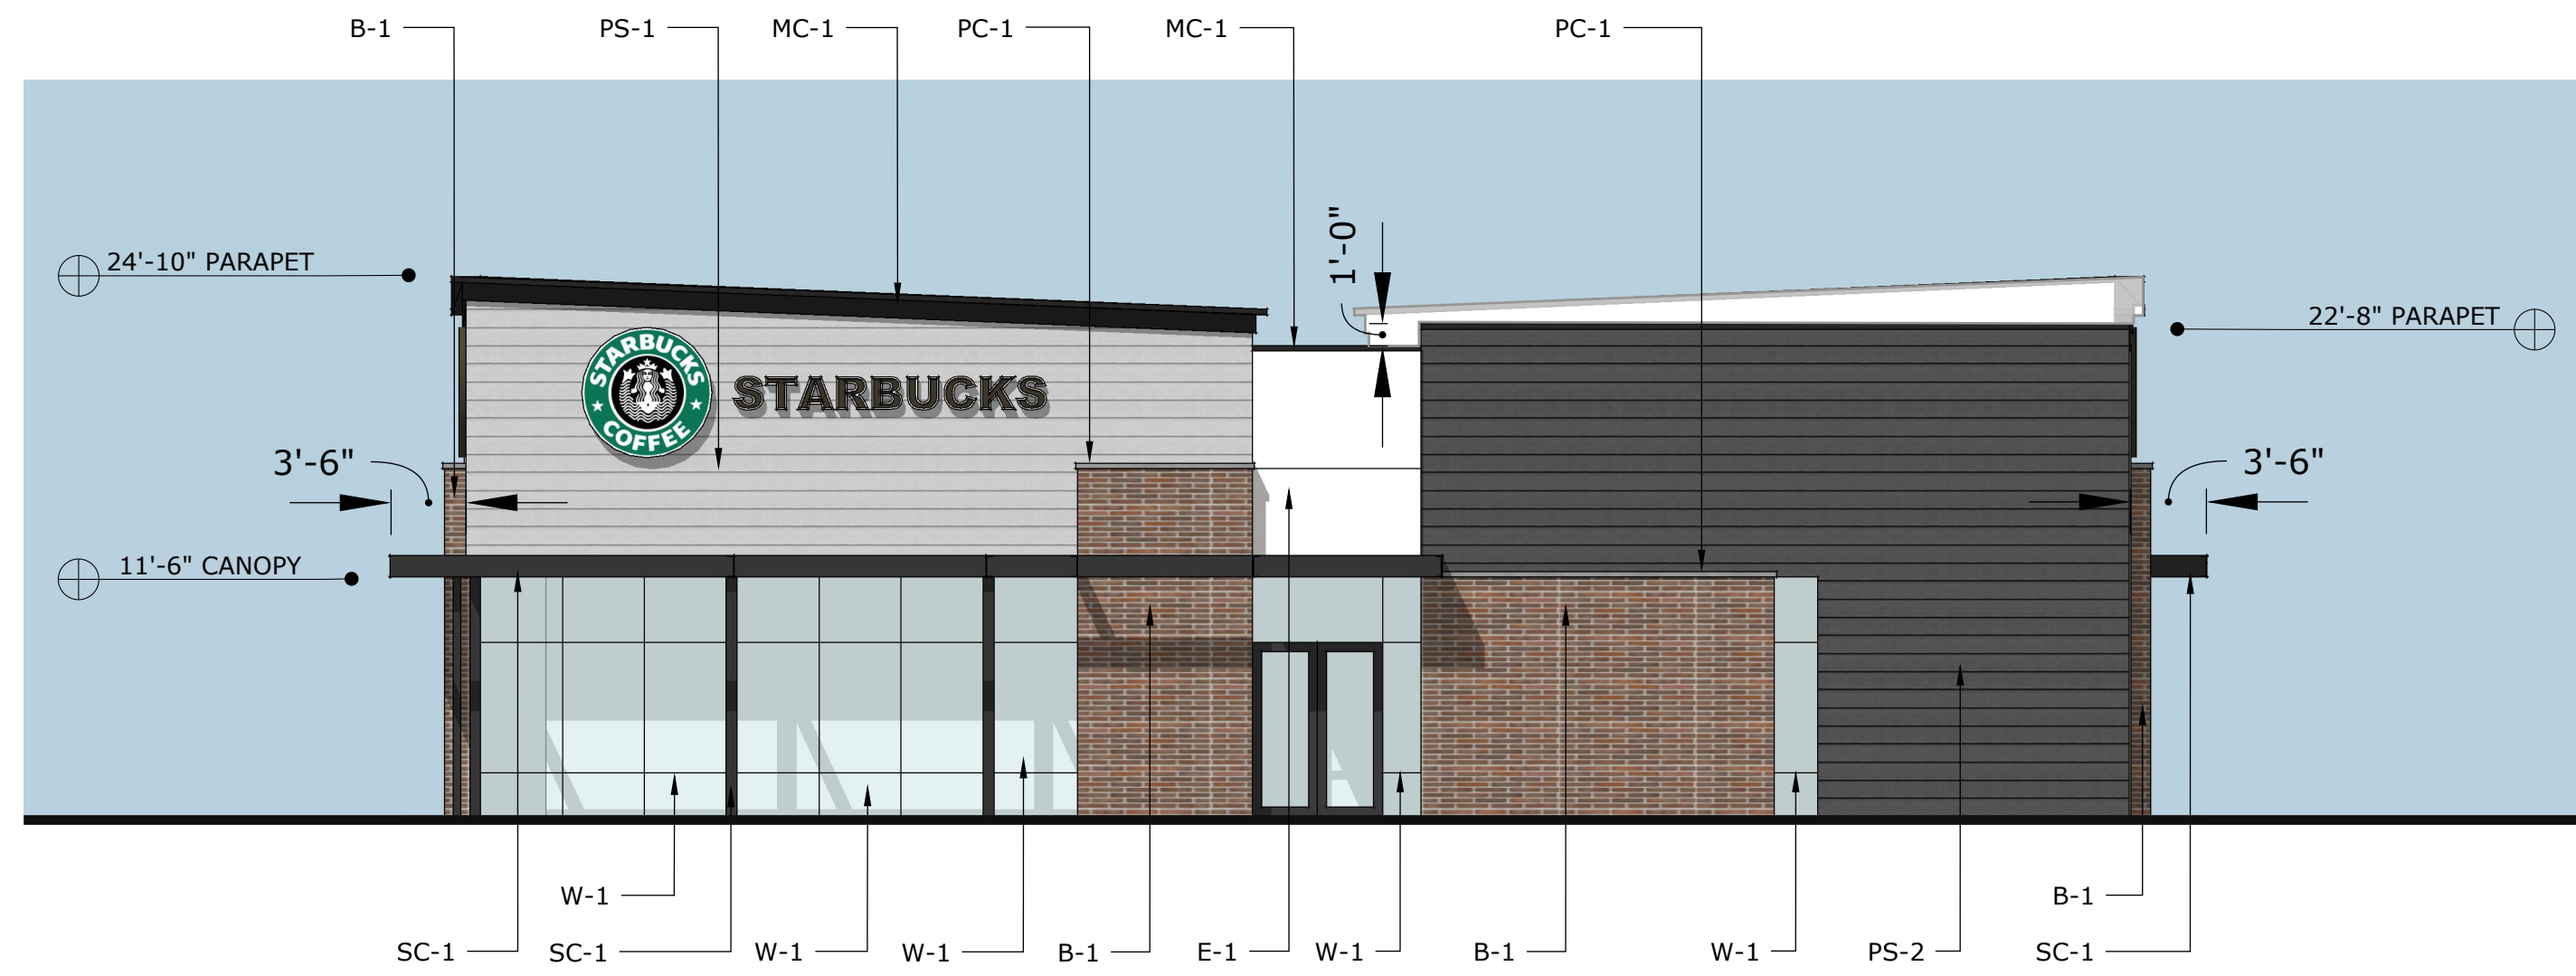 B-1
PS-1
MC-1
PC-1
MC-1
PC-1
1'-0"
24'-10" PARAPET
22'-8" PARAPET
STARBUCKS
COFFEE
STARBUCKS
3'-6"
3'-6"
11'-6" CANOPY
W-1
B-1
SC-1
SC-1
W-1
W-1
B-1
E-1
W-1
B-1
W-1
PS-2
SC-1